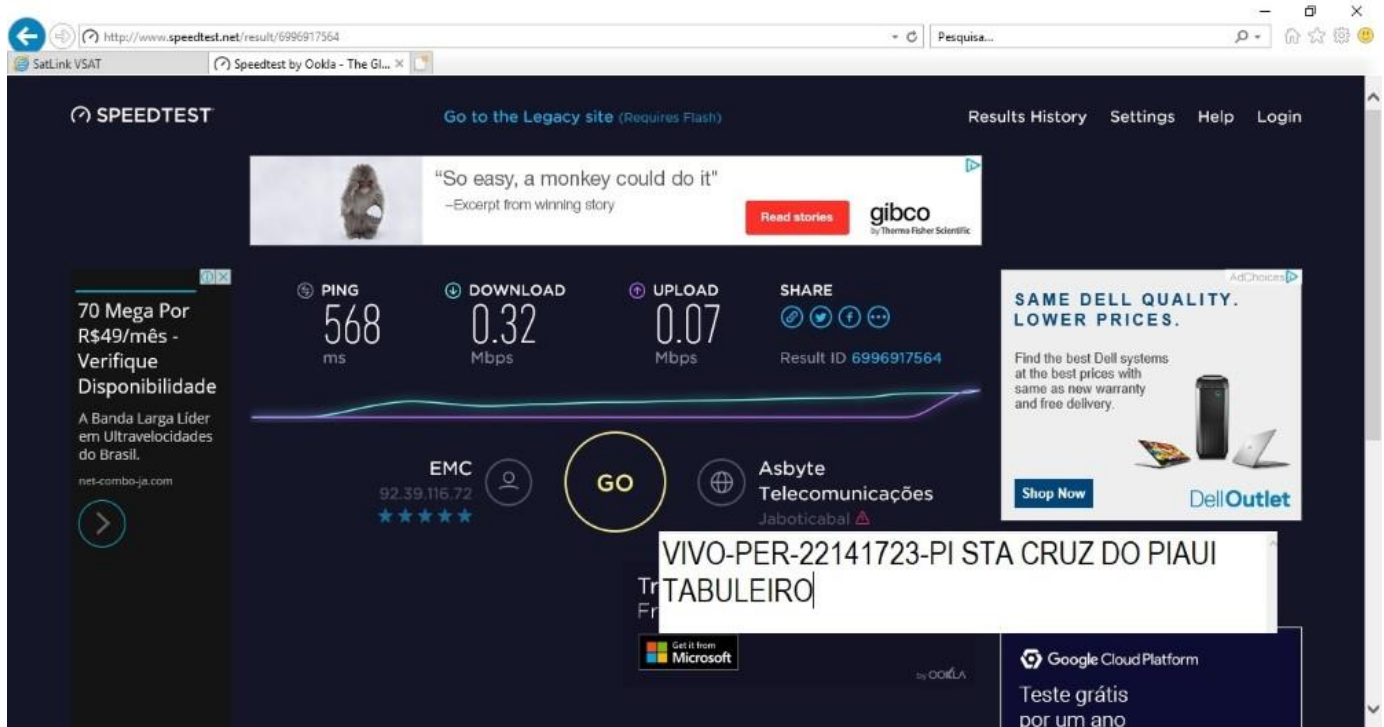 http://www.speedtest.net/result/6996917564
Pesquisa...
SatLink VSAT
Speedtest by Ookla - The Gl...
SPEEDTEST
Go to the Legacy site (Requires Flash)
Results History Settings Help Login
“So easy, a monkey could do it"
–Excerpt from winning story
Read stories
gibco
by Thermo Fisher Scientific
70 Mega Por
R$49/mês -
Verifique
Disponibilidade
A Banda Larga Líder
em Ultravelocidades
do Brasil.
net-combo-ja.com
PING
568
ms
DOWNLOAD
0.32
Mbps
UPLOAD
0.07
Mbps
SHARE
Result ID 6996917564
EMC
92.39.116.72
GO
Asbyte
Telecomunicações
Jaboticabal
AdChoices
SAME DELL QUALITY.
LOWER PRICES.
Find the best Dell systems
at the best prices with
same as new warranty
and free delivery.
Shop Now
DellOutlet
VIVO-PER-22141723-PI STA CRUZ DO PIAUI
TABULEIRO
Tr
Fr
Get it from
Microsoft
by OOKLA
Google Cloud Platform
Teste grátis
por um ano